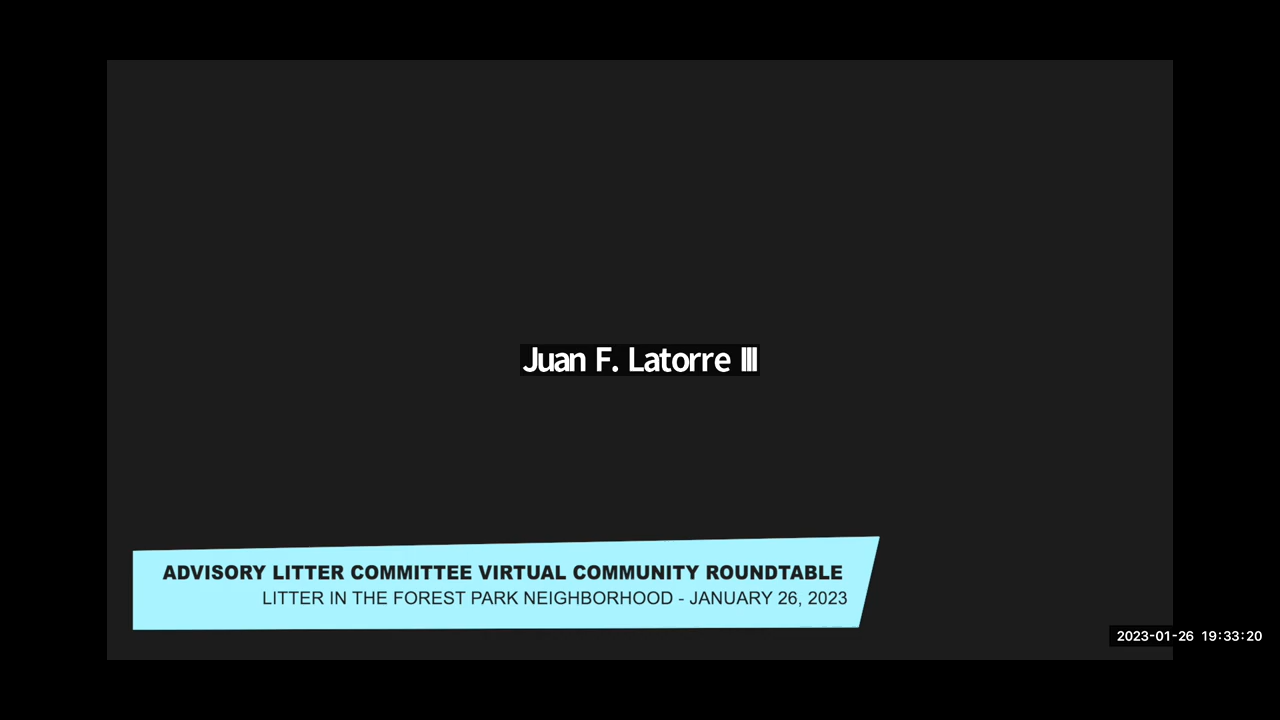 Juan F. Latorre III
ADVISORY LITTER COMMITTEE VIRTUAL COMMUNITY ROUNDTABLE
LITTER IN THE FOREST PARK NEIGHBORHOOD - JANUARY 26, 2023
2023-01-26 19:33:20